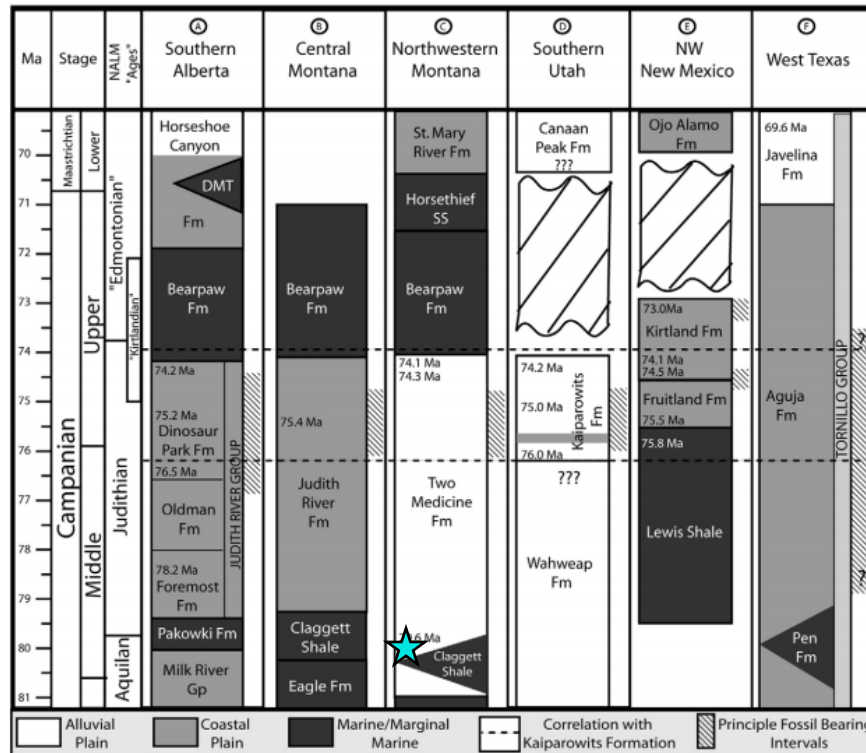 Ma
Stage
NALM
"Ages"
A
Southern
Alberta
B
Central
Montana
C
Northwestern
Montana
D
Southern
Utah
E
NW
New Mexico
F
West Texas
70
71
72
73
74
75
76
77
78
79
80
81
Maastrichtian
Lower
Campanian
Upper
Middle
"Edmontonian"
"Kirtlandian"
Judithian
Aquilan
Horseshoe
Canyon
DMT
Fm
Bearpaw
Fm
74.2 Ma
75.2 Ma
Dinosaur
Park Fm
76.5 Ma
Oldman
Fm
78.2 Ma
Foremost
Fm
JUDITH RIVER GROUP
Pakowki Fm
Milk River
Gp
Bearpaw
Fm
75.4 Ma
Judith
River
Fm
Claggett
Shale
Eagle Fm
St. Mary
River Fm
Horsethief
SS
Bearpaw
Fm
74.1 Ma
74.3 Ma
Two
Medicine
Fm
Ma
Claggett
Shale
Canaan
Peak Fm
???
74.2 Ma
75.0 Ma
Kaiparowits
Fm
76.0 Ma
???
Wahweap
Fm
Ojo Alamo
Fm
73.0Ma
Kirtland Fm
74.1 Ma
74.5 Ma
Fruitland Fm
75.5 Ma
75.8 Ma
Lewis Shale
69.6 Ma
Javelina
Fm
Aguja
Fm
Pen
Fm
TORNILLO GROUP
?
?
Alluvial
Plain
Coastal
Plain
Marine/Marginal
Marine
Correlation with
Kaiparowits Formation
Principle Fossil Bearing
Intervals